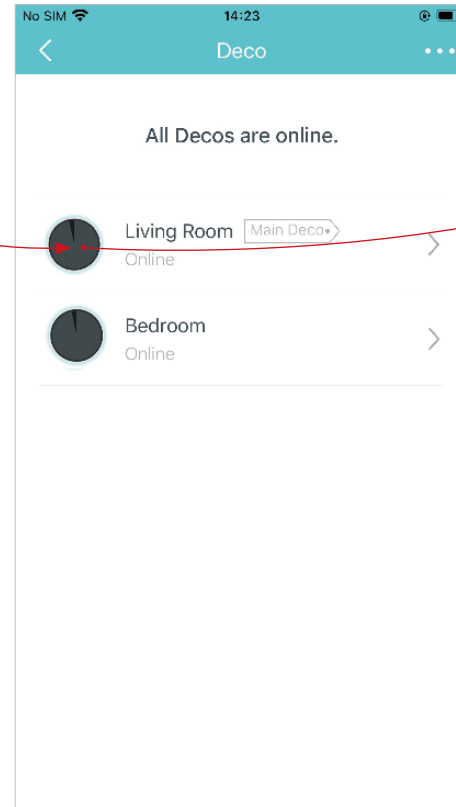 No SIM 14:23
Deco
All Decos are online.
Living Room Main Deco
Online
Bedroom
Online